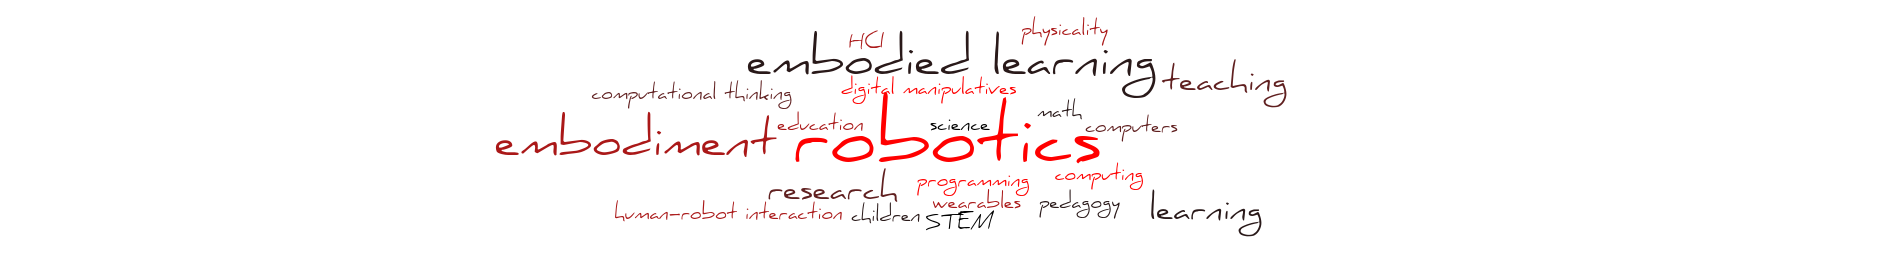 physicality
HCI
embodied learning
teaching
computational thinking
digital manipulatives
math
education
science
computers
embodiment
robotics
research
programming
computing
human-robot interaction
children
wearables
STEM
pedagogy
learning